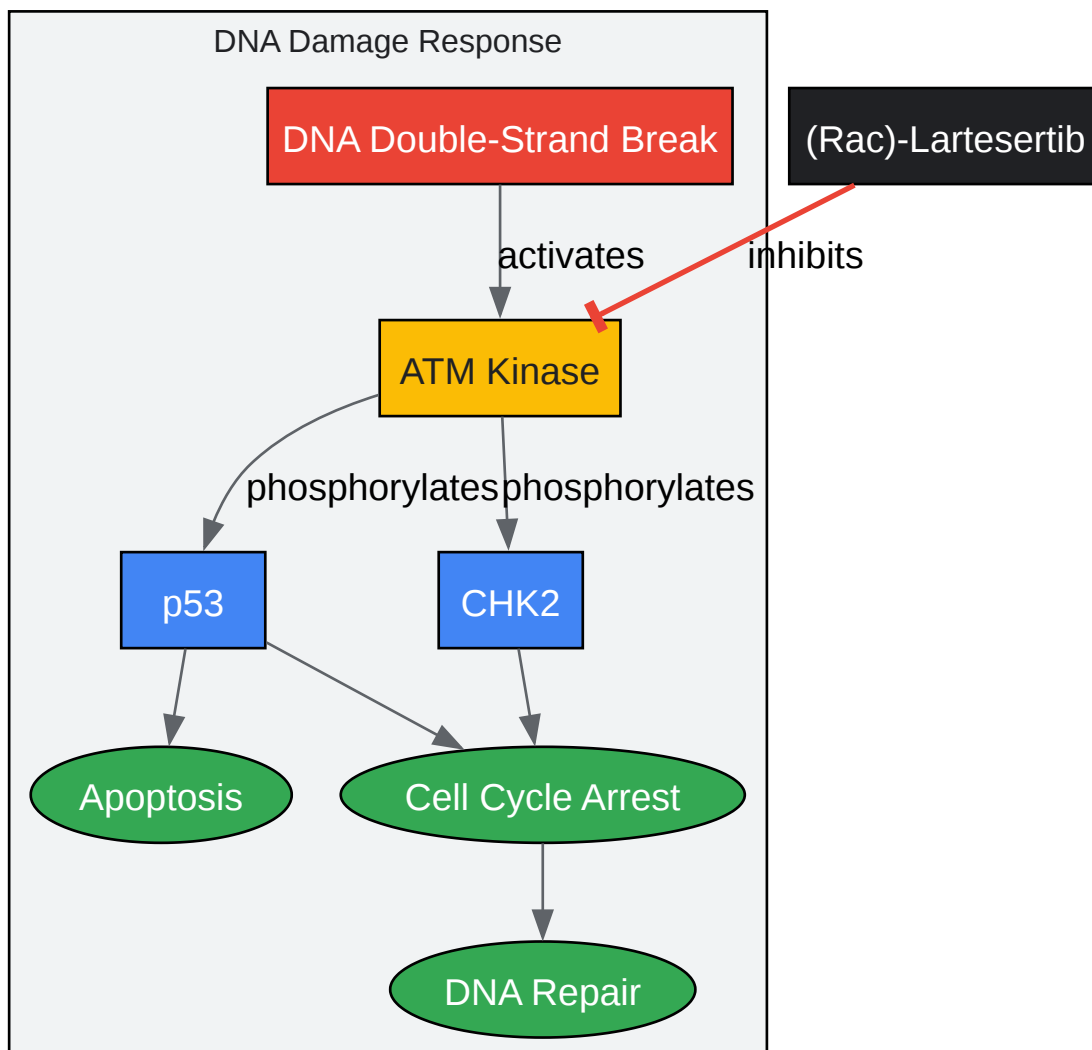 DNA Damage Response
DNA Double-Strand Break
(Rac)-Lartesertib
activates
inhibits
ATM Kinase
phosphorylates
phosphorylates
p53
CHK2
Apoptosis
Cell Cycle Arrest
DNA Repair